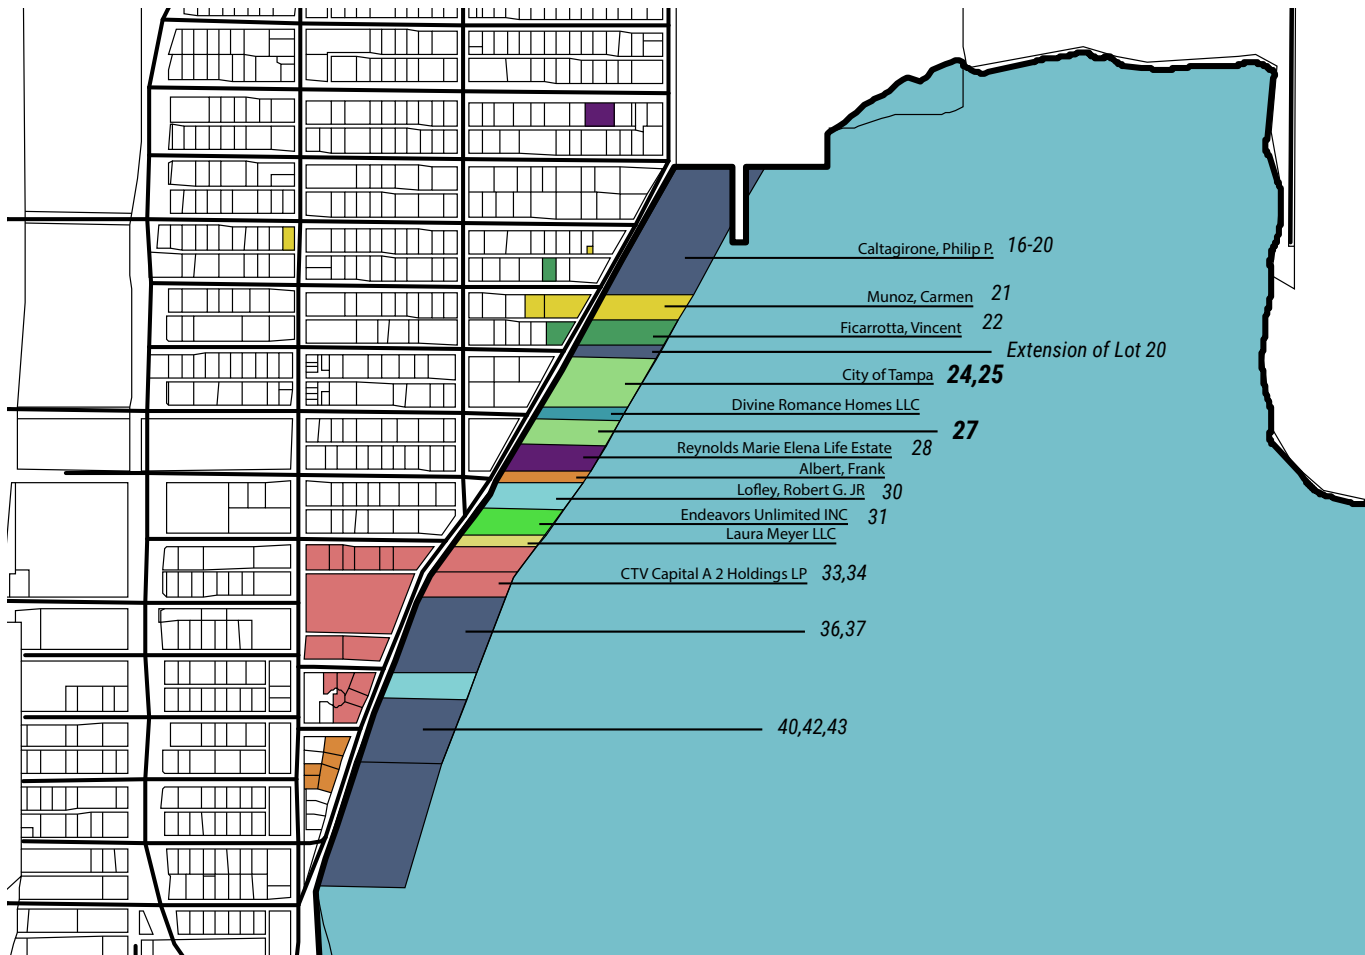 Caltagirone, Philip P. 16-20
Munoz, Carmen 21
Ficarrotta, Vincent 22
Extension of Lot 20
City of Tampa 24,25
Divine Romance Homes LLC
27
Reynolds Marie Elena Life Estate 28
Albert, Frank
Lofley, Robert G. JR 30
Endeavors Unlimited INC 31
Laura Meyer LLC
CTV Capital A 2 Holdings LP 33,34
36,37
40,42,43